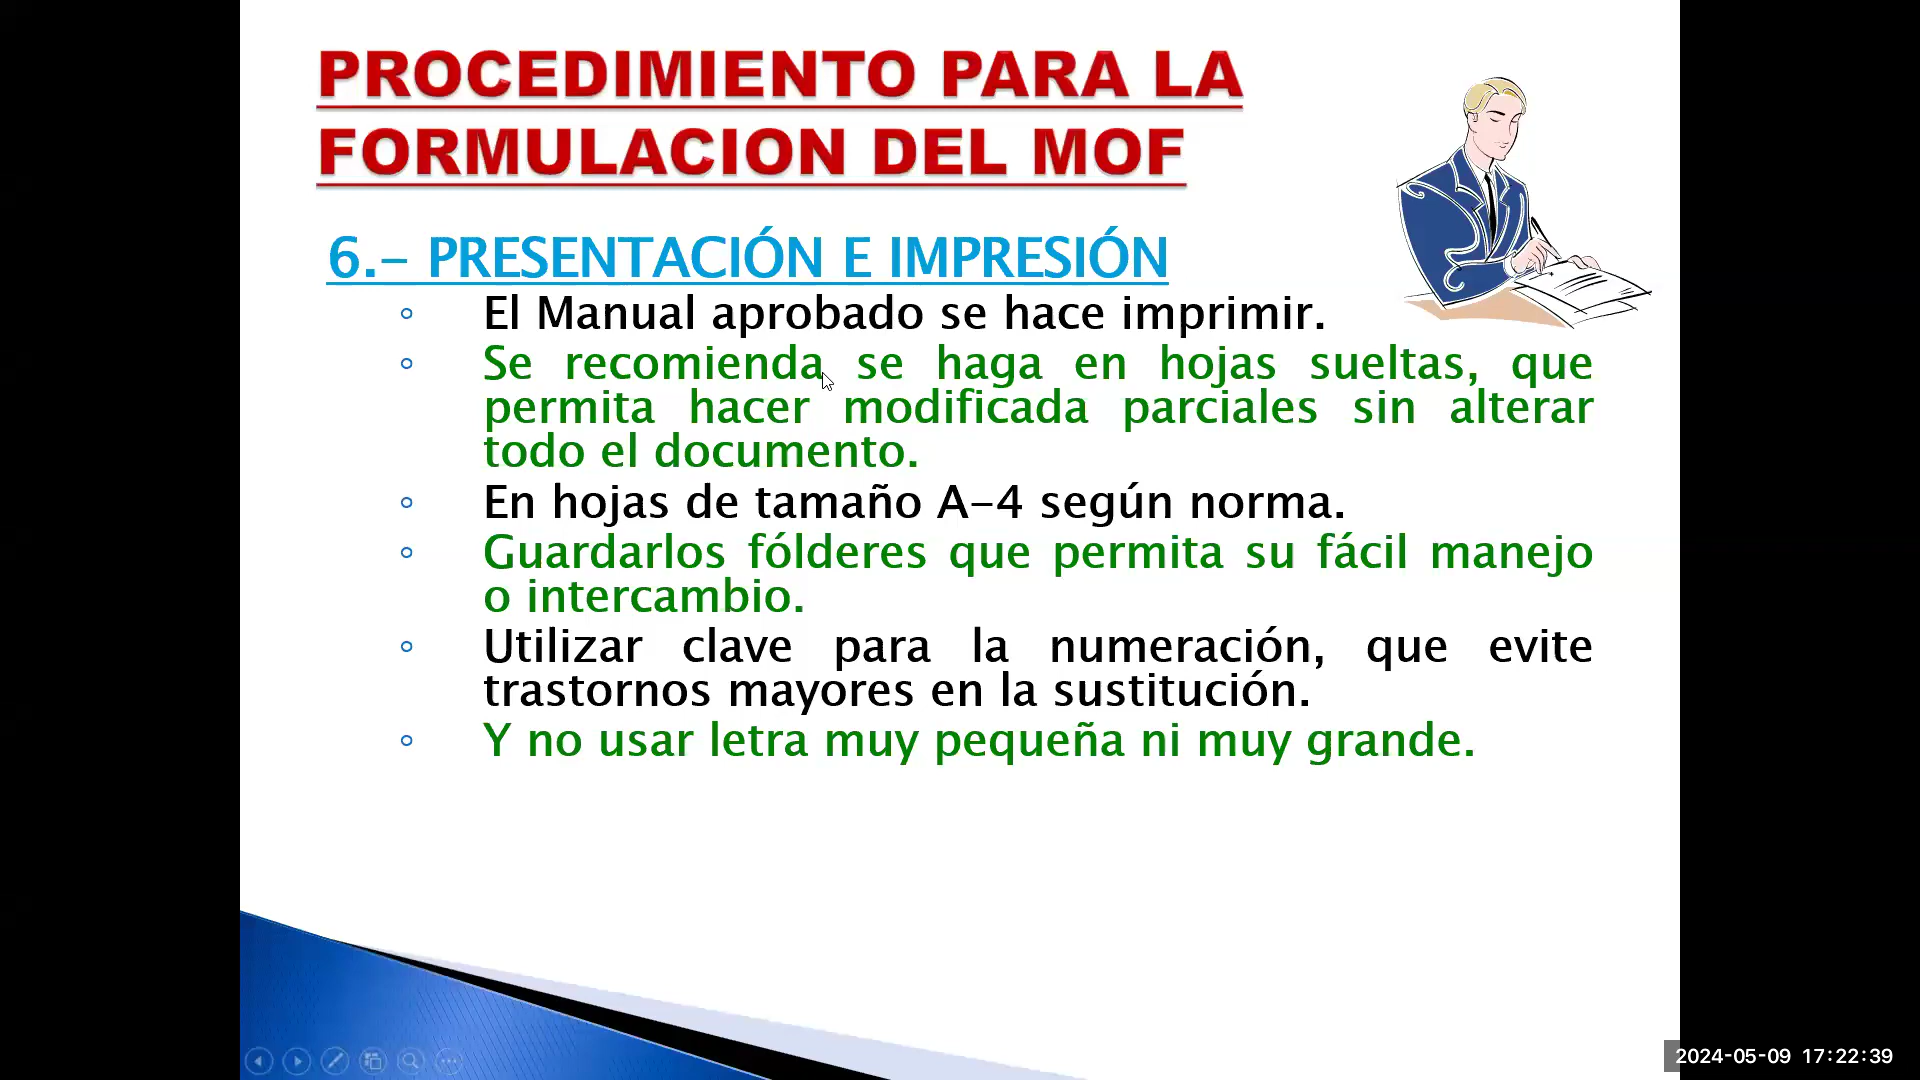 PROCEDIMIENTO PARA LA
FORMULACION DEL MOF
6.- PRESENTACIÓN E IMPRESIÓN
◦ El Manual aprobado se hace imprimir.
◦ Se recomienda se haga en hojas sueltas, que
permita hacer modificada parciales sin alterar
todo el documento.
◦ En hojas de tamaño A-4 según norma.
◦ Guardarlos fólderes que permita su fácil manejo
o intercambio.
◦ Utilizar clave para la numeración, que evite
trastornos mayores en la sustitución.
◦ Y no usar letra muy pequeña ni muy grande.
2024-05-09 17:22:39